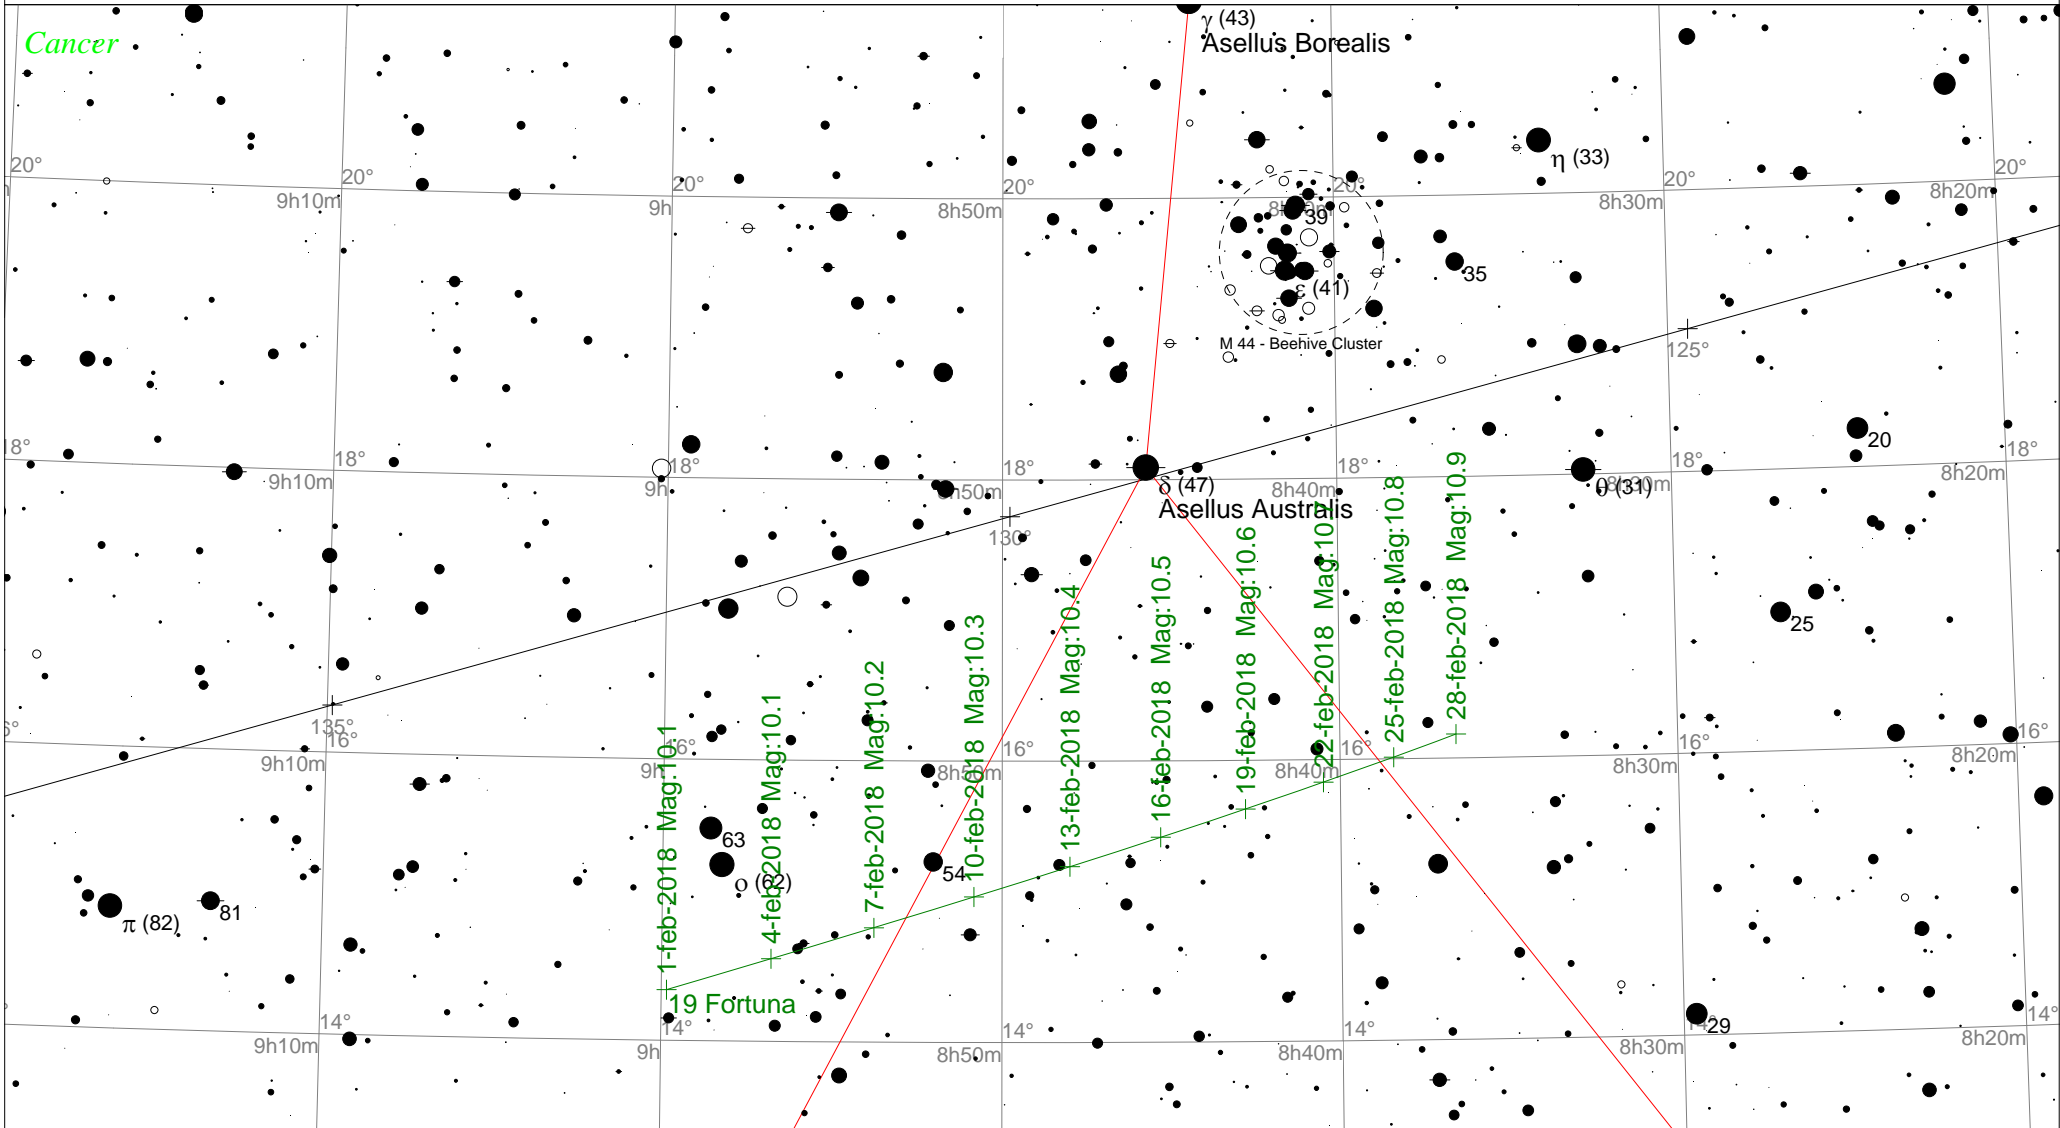 Cancer
γ (43)
Asellus Borealis
20° 20° 20° 20° 20° 20° 20°
9h10m 9h 8h50m 8h30m 8h20m
η (33)
39
35
ε (41)
M 44 - Beehive Cluster
125°
20
18° 18° 18° 18° 18° 18° 18°
9h10m 9h 8h50m 8h40m 8h30m 8h20m
δ (47)
Asellus Australis
θ (31)
130°
25
135°
16° 16° 16° 16° 16° 16°
9h10m 9h 8h50m 8h40m 8h30m 8h20m
1-feb-2018 Mag:10.1
4-feb-2018 Mag:10.1
7-feb-2018 Mag:10.2
10-feb-2018 Mag:10.3
13-feb-2018 Mag:10.4
16-feb-2018 Mag:10.5
19-feb-2018 Mag:10.6
22-feb-2018 Mag:10.7
25-feb-2018 Mag:10.8
28-feb-2018 Mag:10.9
63
ο (62)
54
π (82)
81
19 Fortuna
29
14° 14° 14° 14° 14° 14°
9h10m 9h 8h50m 8h40m 8h30m 8h20m